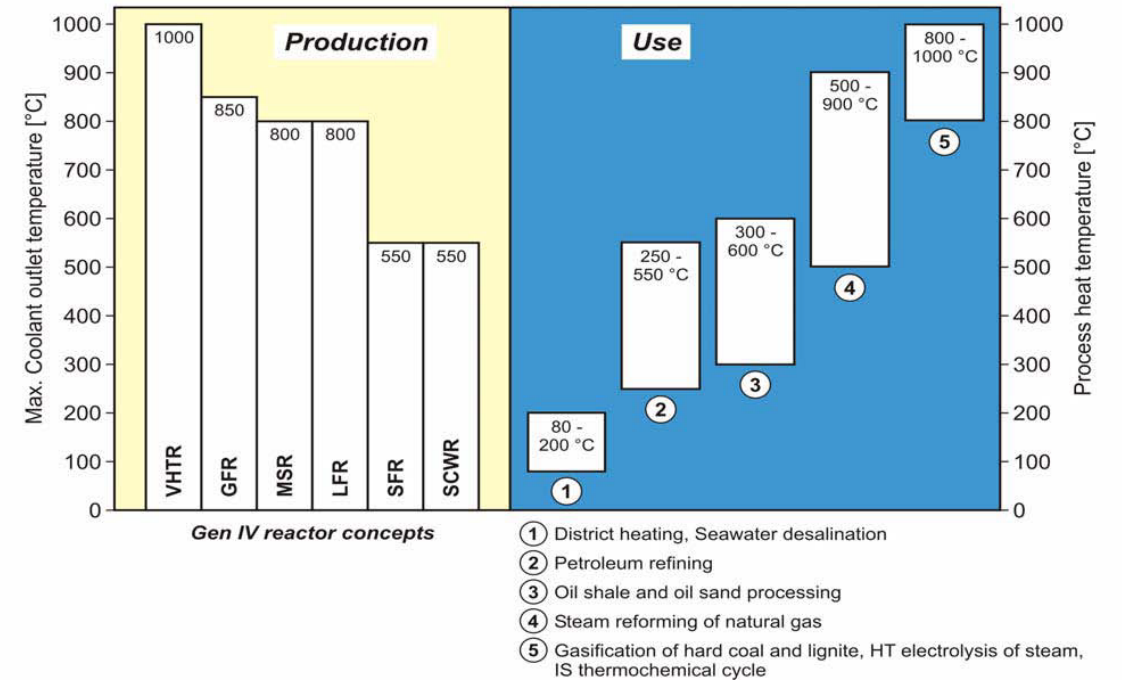 Production
Use
Max. Coolant outlet temperature [°C]
1000
900
800
700
600
500
400
300
200
100
0
1000
850
800
800
550
550
VHTR
GFR
MSR
LFR
SFR
SCWR
Gen IV reactor concepts
80 -
200 °C
1
250 -
550 °C
2
300 -
600 °C
3
500 -
900 °C
4
800 -
1000 °C
5
1000
900
800
700
600
500
400
300
200
100
0
Process heat temperature [°C]
1 District heating, Seawater desalination
2 Petroleum refining
3 Oil shale and oil sand processing
4 Steam reforming of natural gas
5 Gasification of hard coal and lignite, HT electrolysis of steam,
IS thermochemical cycle